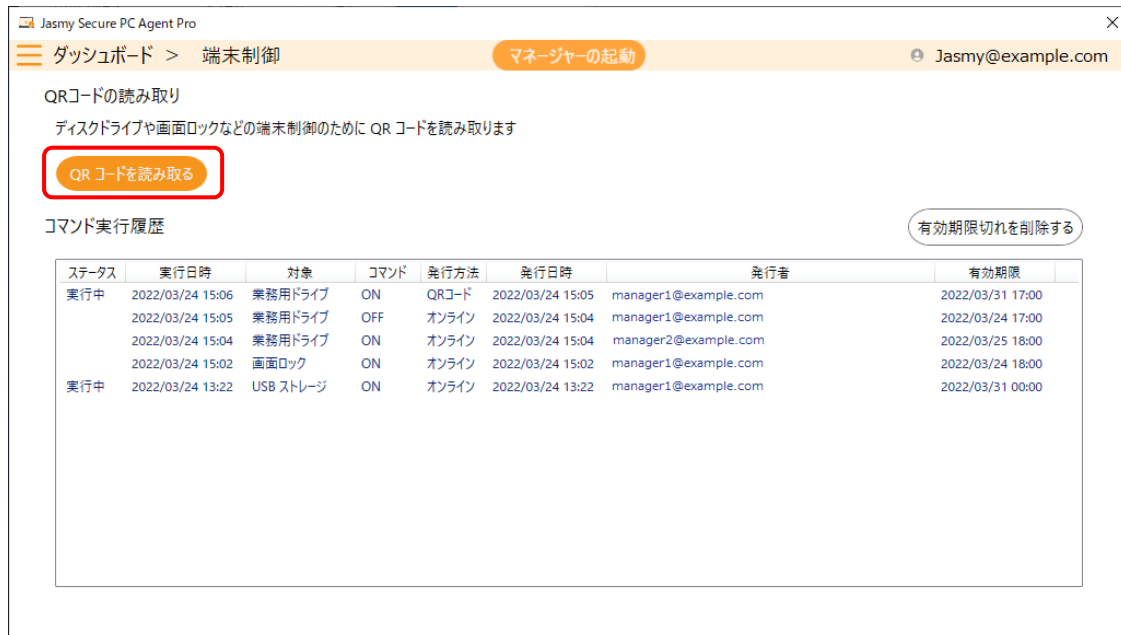 Jasmy Secure PC Agent Pro
ダッシュボード > 端末制御 マネージャーの起動 Jasmy@example.com
QRコードの読み取り
ディスクドライブや画面ロックなどの端末制御のために QR コードを読み取ります
QR コードを読み取る
コマンド実行履歴 有効期限切れを削除する
ステータス 実行日時 対象 コマンド 発行方法 発行日時 発行者 有効期限
実行中 2022/03/24 15:06 業務用ドライブ ON QRコード 2022/03/24 15:05 manager1@example.com 2022/03/31 17:00
2022/03/24 15:05 業務用ドライブ OFF オンライン 2022/03/24 15:04 manager1@example.com 2022/03/24 17:00
2022/03/24 15:04 業務用ドライブ ON オンライン 2022/03/24 15:04 manager2@example.com 2022/03/25 18:00
2022/03/24 15:02 画面ロック ON オンライン 2022/03/24 15:02 manager1@example.com 2022/03/24 18:00
実行中 2022/03/24 13:22 USB ストレージ ON オンライン 2022/03/24 13:22 manager1@example.com 2022/03/31 00:00